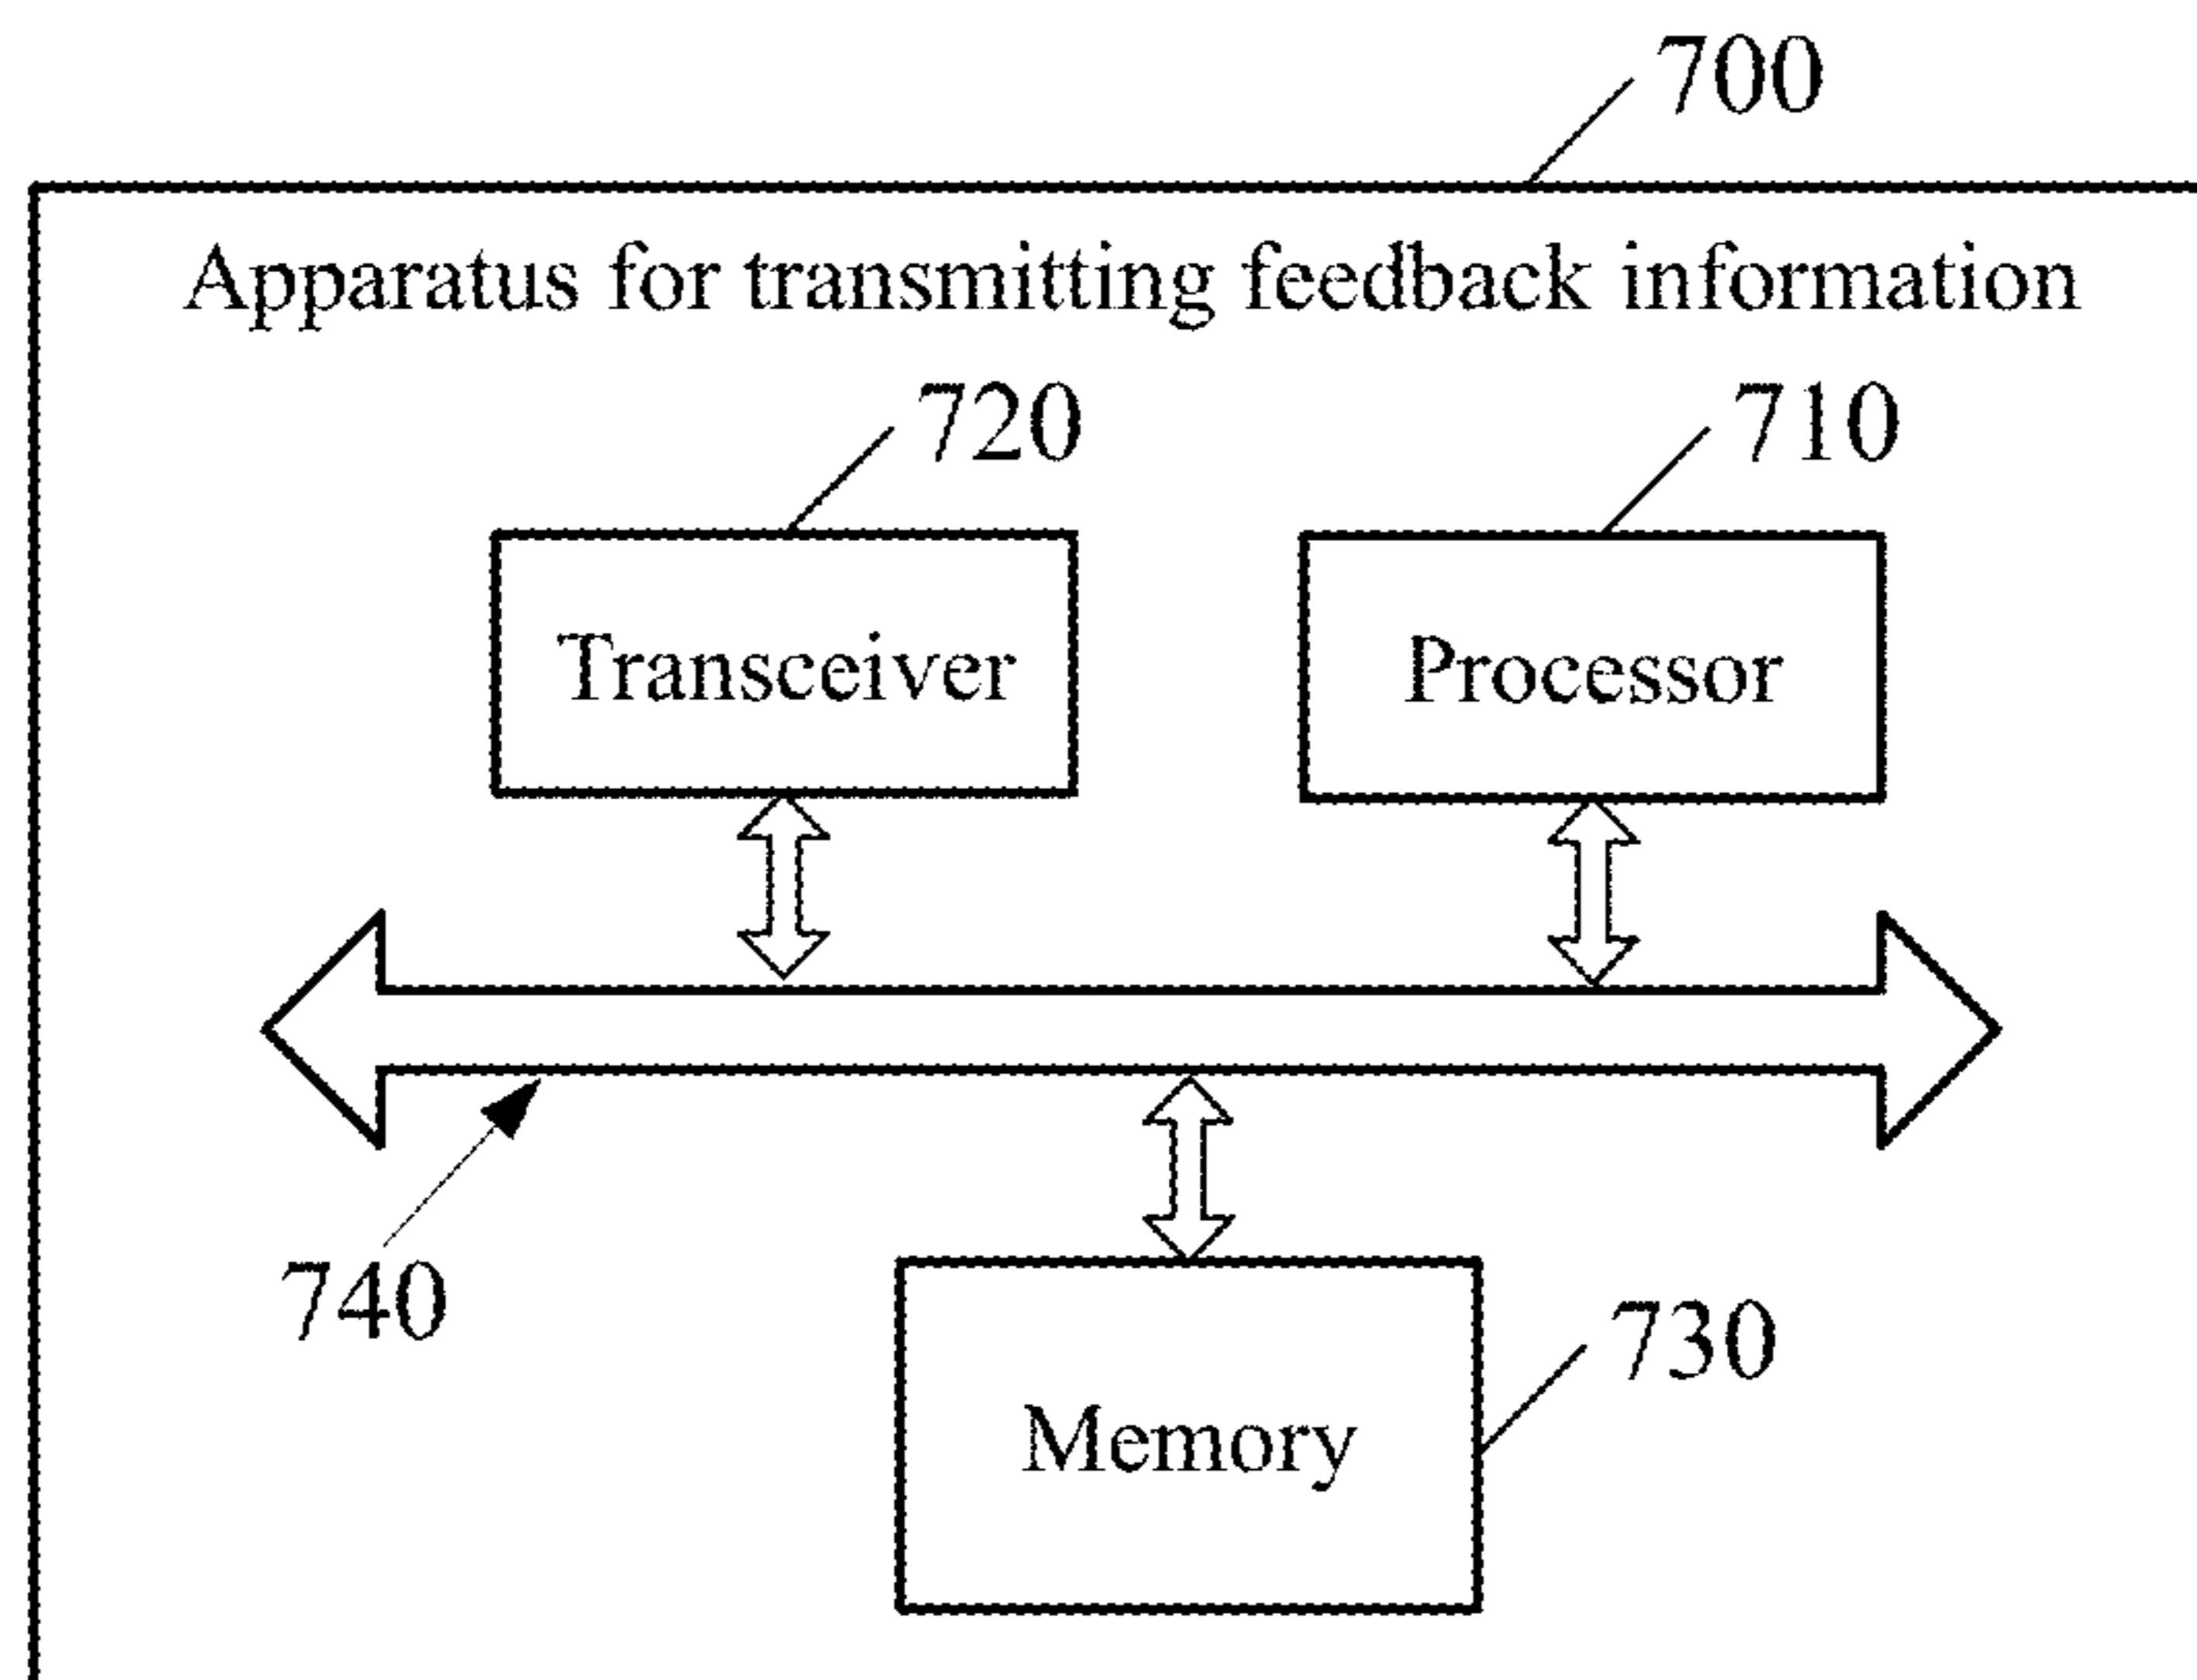 700
Apparatus for transmitting feedback information
720
710
Transceiver
Processor
740
730
Memory